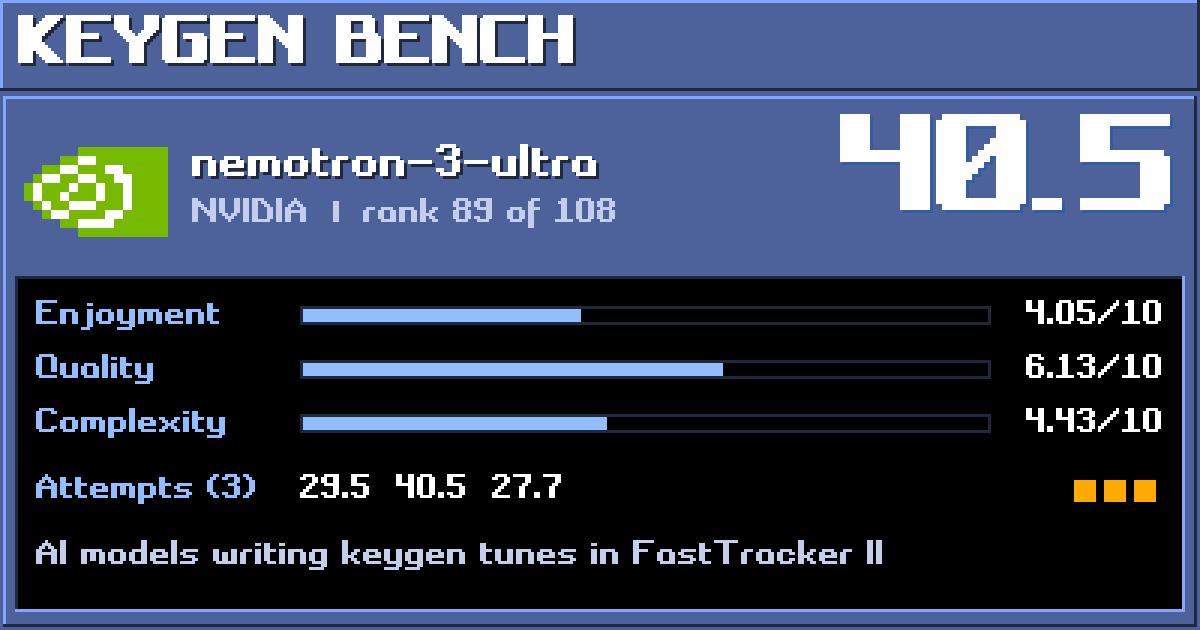 KEYGEN BENCH
nemotron-3-ultra
NVIDIA | rank 89 of 108
40.5
Enjoyment 4.05/10
Quality 6.13/10
Complexity 4.43/10
Attempts (3) 29.5 40.5 27.7
AI models writing keygen tunes in FastTracker II